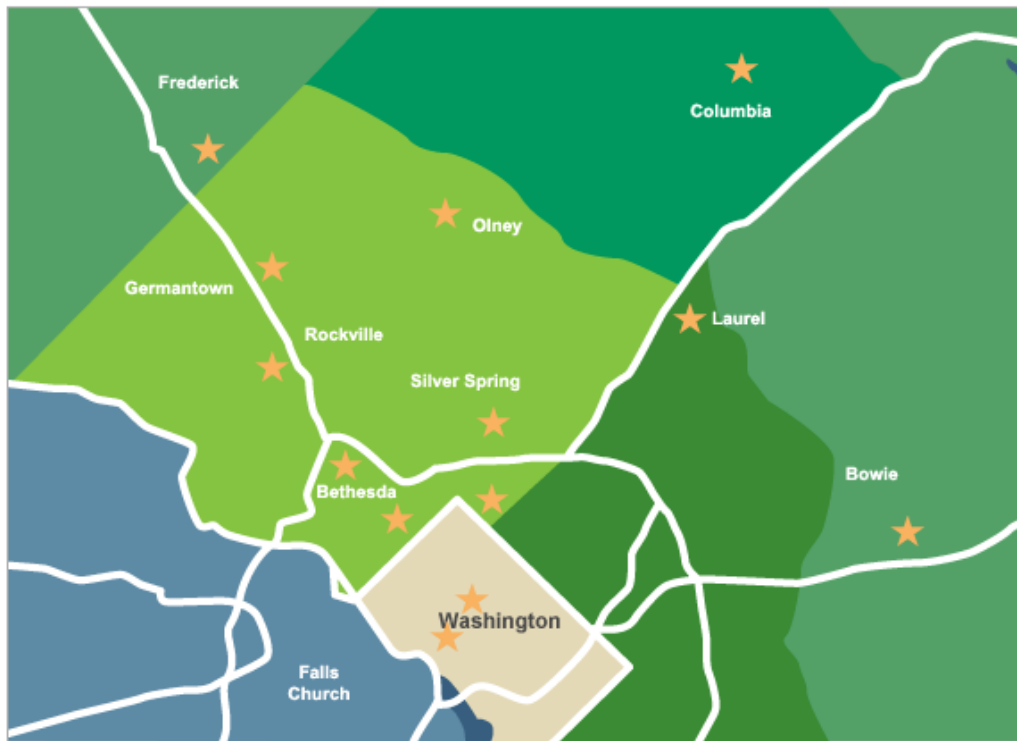 Frederick
Columbia
Olney
Germantown
Laurel
Rockville
Silver Spring
Bowie
Bethesda
Washington
Falls
Church